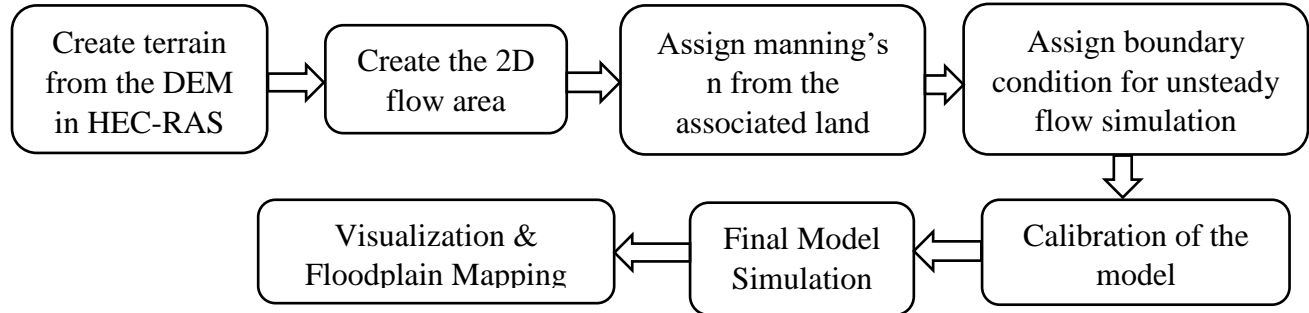 Create terrain
from the DEM
in HEC-RAS
Create the 2D
flow area
Assign manning's
n from the
associated land
Assign boundary
condition for unsteady
flow simulation
Calibration of the
model
Final Model
Simulation
Visualization &
Floodplain Mapping